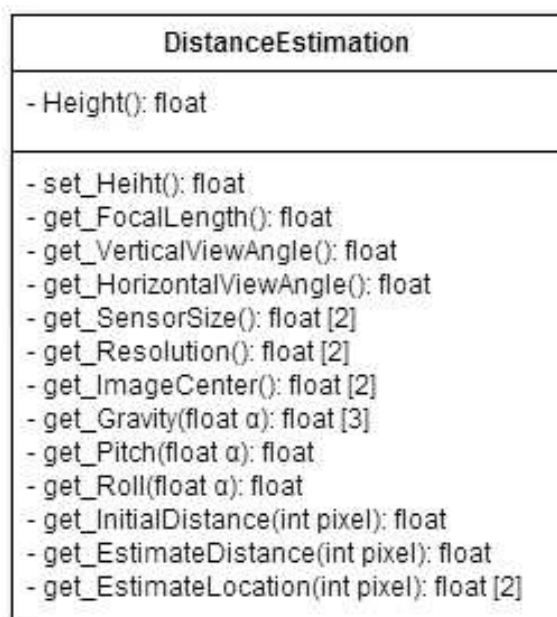 DistanceEstimation
- Height(): float
- set_Heiht(): float
- get_FocalLength(): float
- get_VerticalViewAngle(): float
- get_HorizontalViewAngle(): float
- get_SensorSize(): float [2]
- get_Resolution(): float [2]
- get_ImageCenter(): float [2]
- get_Gravity(float α): float [3]
- get_Pitch(float α): float
- get_Roll(float α): float
- get_InitialDistance(int pixel): float
- get_EstimateDistance(int pixel): float
- get_EstimateLocation(int pixel): float [2]